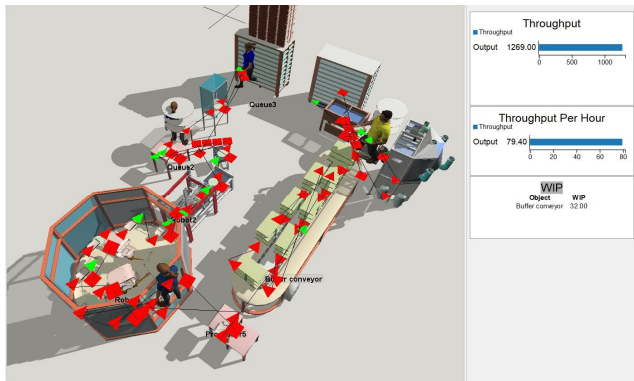 Throughput
Throughput
Output 1269.00
0 500 1000
Throughput Per Hour
Throughput
Output 79.40
0 20 40 60 80
WIP
Object WIP
Buffer conveyor 32.00
Queue3
Queue2
Buffer conveyor